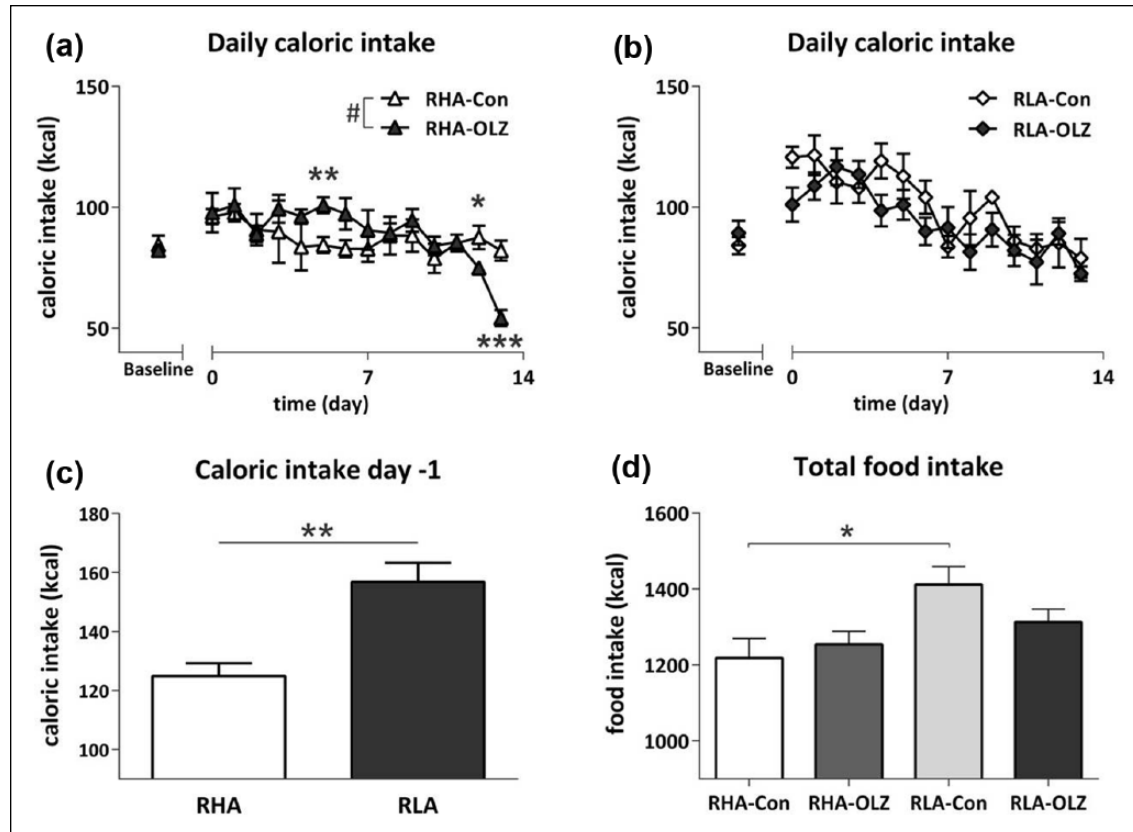 (a) Daily caloric intake
150
100
50
caloric intake (kcal)
# RHA-Con
RHA-OLZ
**
*
***
Baseline
0 7 14
time (day)
(b) Daily caloric intake
150
100
50
caloric intake (kcal)
RLA-Con
RLA-OLZ
Baseline
0 7 14
time (day)
(c) Caloric intake day -1
180
160
140
120
100
caloric intake (kcal)
**
RHA RLA
(d) Total food intake
1600
1400
1200
1000
food intake (kcal)
*
RHA-Con RHA-OLZ RLA-Con RLA-OLZ